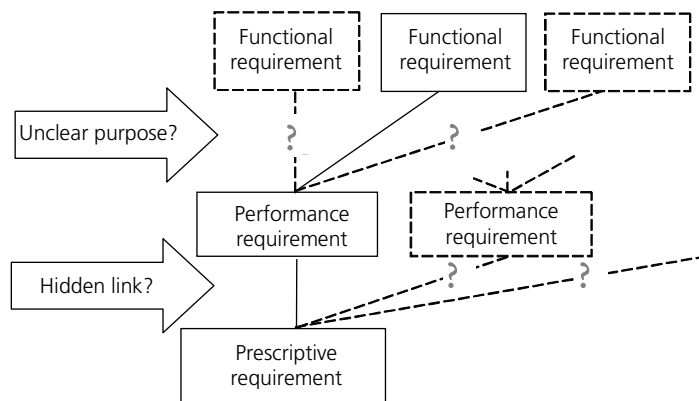 Functional
requirement
Functional
requirement
Functional
requirement
Unclear purpose?
?
?
Performance
requirement
Performance
requirement
Hidden link?
?
?
Prescriptive
requirement